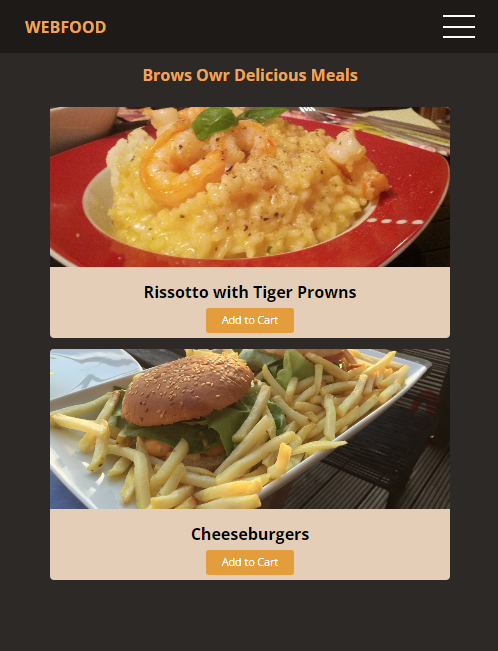 WEBFOOD
Brows Owr Delicious Meals
Rissotto with Tiger Prowns
Add to Cart
Cheeseburgers
Add to Cart